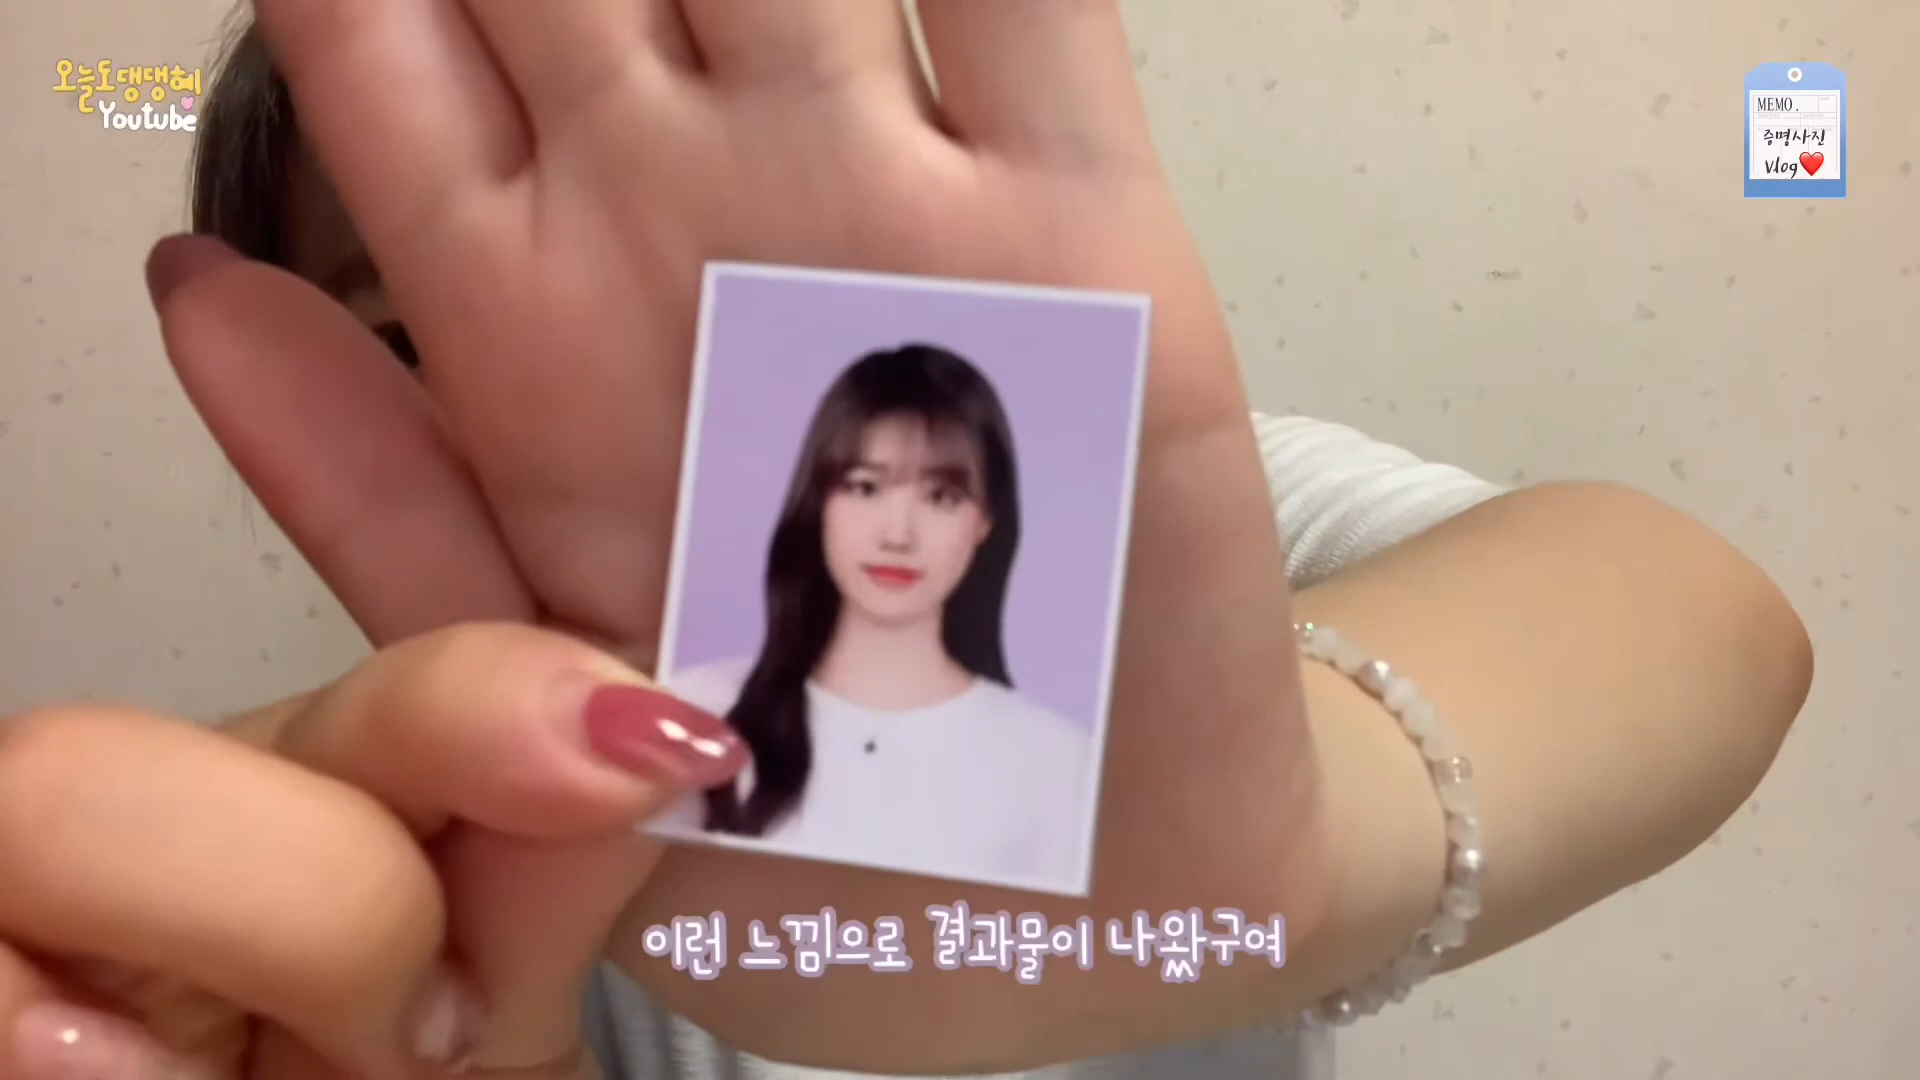 오늘도댕댕혜
Youtube
MEMO.
증명사진
Vlog❤️
이런 느낌으로 결과물이 나왔구여